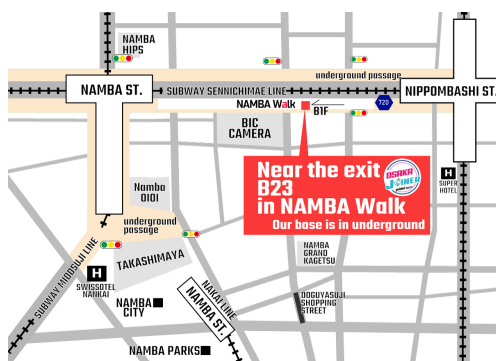 NAMBA
HIPS
underground passage
NAMBA ST.
SUBWAY SENNICHIMAE LINE
NIPPOMBASHI ST.
NAMBA Walk
B1F
720
BIC
CAMERA
Near the exit
B23
in NAMBA Walk
Our base is in underground
OSAKA
JOINER
H
SUPER
HOTEL
Namba
OIOI
underground
passage
SUBWAY MIDOSUJI LINE
TAKASHIMAYA
H
SWISSOTEL
NANKAI
NAMBA
CITY
NAKAI LINE
NAMBA ST.
NAMBA
GRAND
KAGETSU
DOGUYASUJI
SHOPPING
STREET
NAMBA PARKS